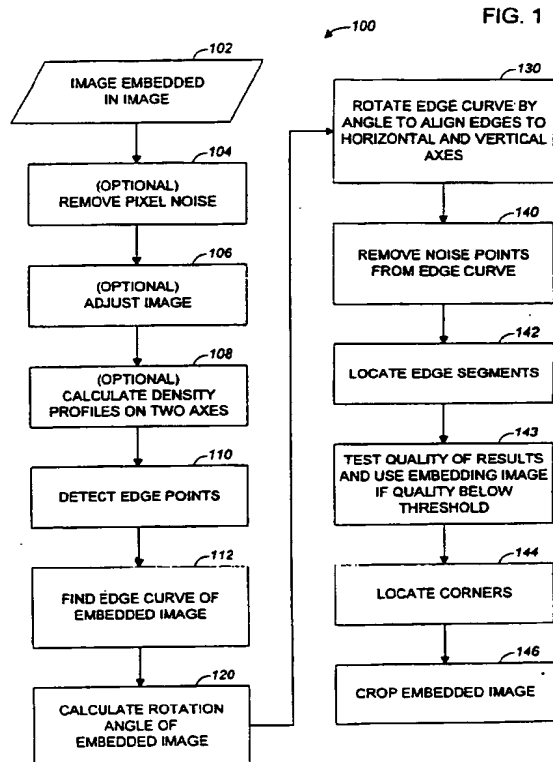 FIG. 1
100
102
IMAGE EMBEDDED
IN IMAGE
104
(OPTIONAL)
REMOVE PIXEL NOISE
106
(OPTIONAL)
ADJUST IMAGE
108
(OPTIONAL)
CALCULATE DENSITY
PROFILES ON TWO AXES
110
DETECT EDGE POINTS
112
FIND EDGE CURVE OF
EMBEDDED IMAGE
120
CALCULATE ROTATION
ANGLE OF
EMBEDDED IMAGE
130
ROTATE EDGE CURVE BY
ANGLE TO ALIGN EDGES TO
HORIZONTAL AND VERTICAL
AXES
140
REMOVE NOISE POINTS
FROM EDGE CURVE
142
LOCATE EDGE SEGMENTS
143
TEST QUALITY OF RESULTS
AND USE EMBEDDING IMAGE
IF QUALITY BELOW
THRESHOLD
144
LOCATE CORNERS
146
CROP EMBEDDED IMAGE